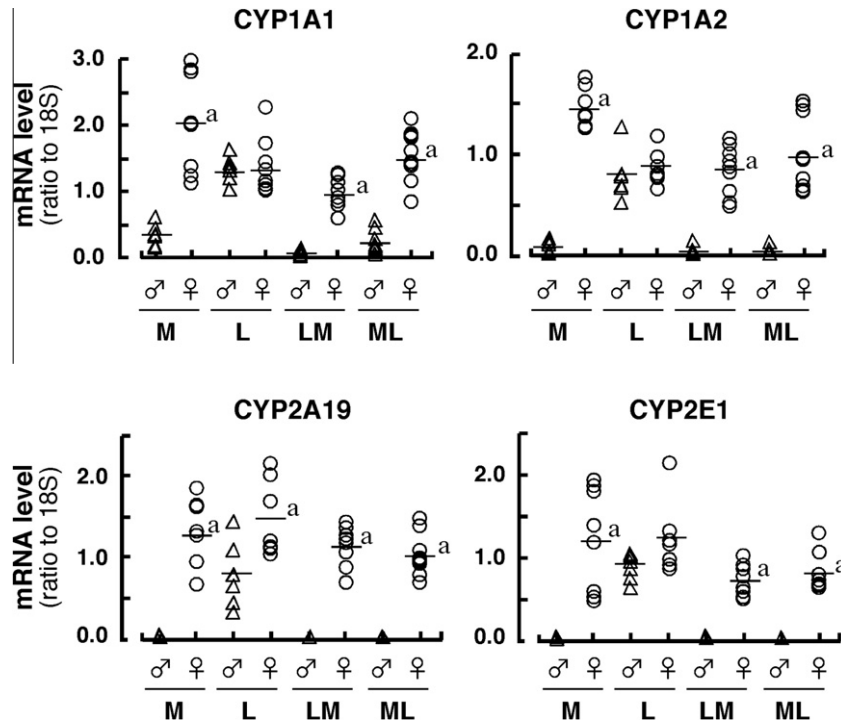 CYP1A1
mRNA level
(ratio to 18S)
3.0
2.0
1.0
0.0
a
a
a
♂ ♀ ♂ ♀ ♂ ♀ ♂ ♀
M L LM ML
CYP1A2
2.0
1.0
0.0
a
a
a
♂ ♀ ♂ ♀ ♂ ♀ ♂ ♀
M L LM ML
CYP2A19
mRNA level
(ratio to 18S)
2.0
1.0
0.0
a
a
a
a
♂ ♀ ♂ ♀ ♂ ♀ ♂ ♀
M L LM ML
CYP2E1
2.0
1.0
0.0
a
a
a
♂ ♀ ♂ ♀ ♂ ♀ ♂ ♀
M L LM ML